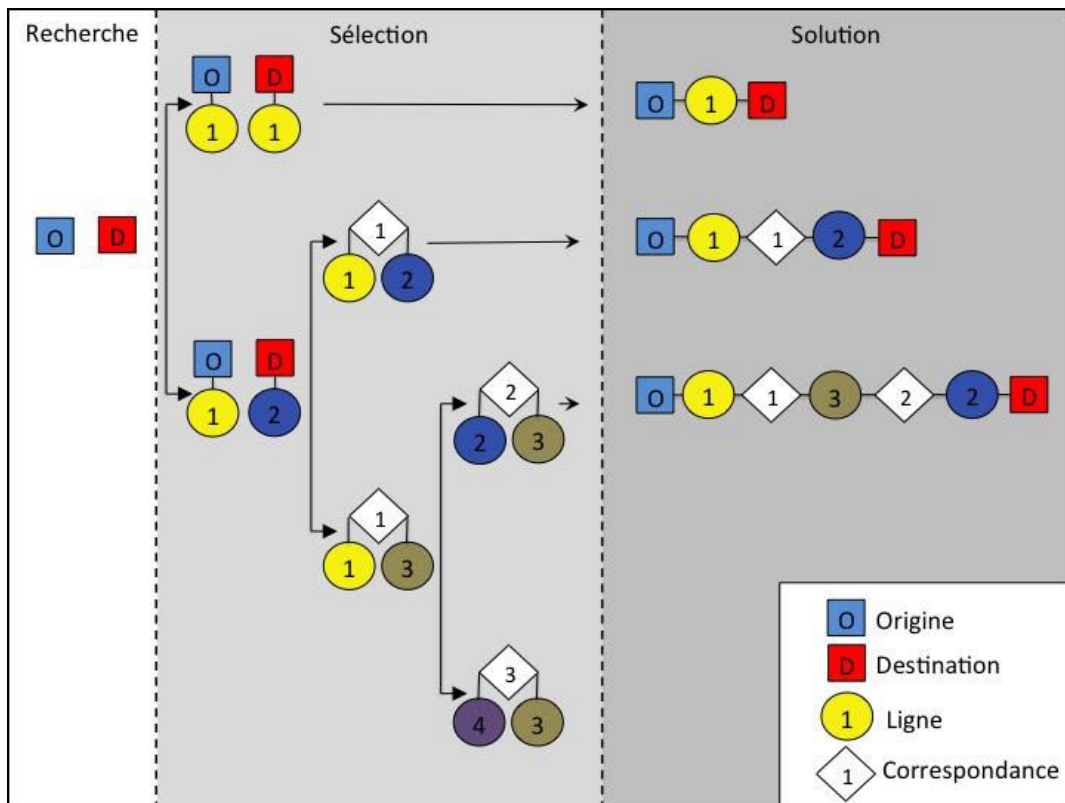 Recherche
Sélection
Solution
O D
1 1
O 1 D
O D
1
1 2
O 1 1 2 D
O D
1 2
2
2 3
O 1 1 3 2 2 D
1
1 3
3
4 3
O Origine
D Destination
1 Ligne
1 Correspondance